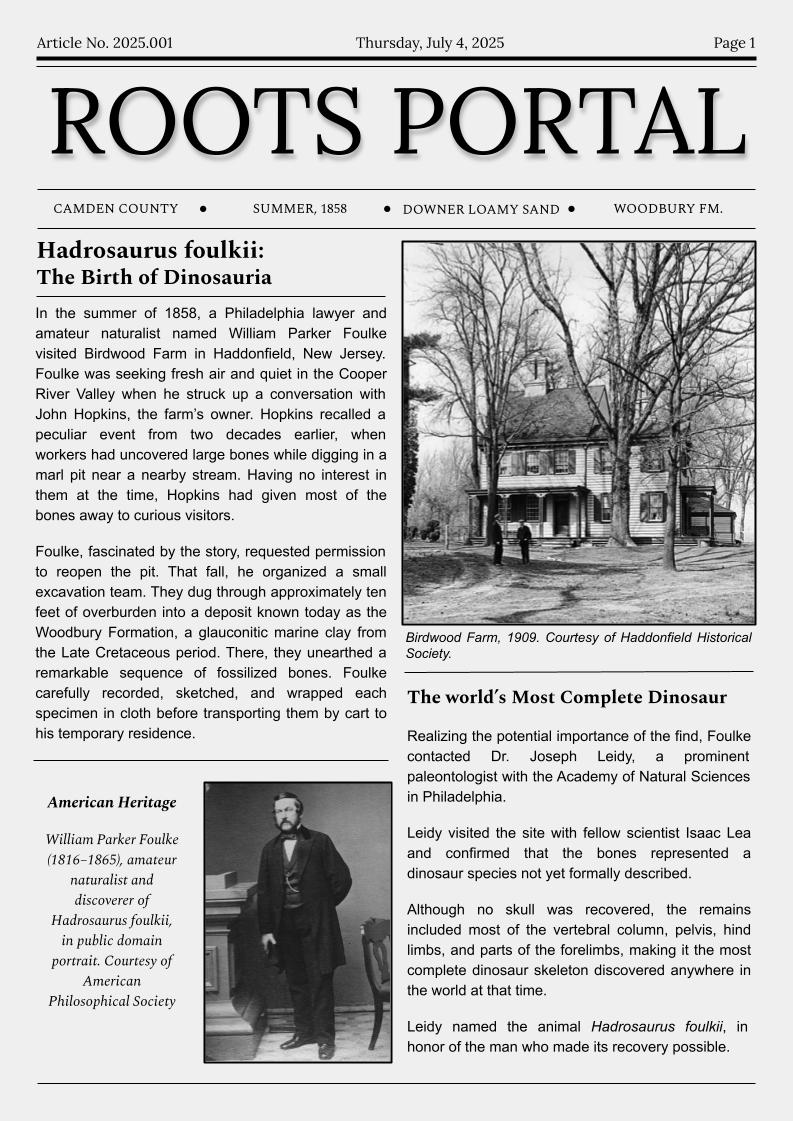 Article No. 2025.001
Thursday, July 4, 2025
Page 1
ROOTS PORTAL
CAMDEN COUNTY ● SUMMER, 1858 ● DOWNER LOAMY SAND ● WOODBURY FM.
Hadrosaurus foulkii:
The Birth of Dinosauria
In the summer of 1858, a Philadelphia lawyer and
amateur naturalist named William Parker Foulke
visited Birdwood Farm in Haddonfield, New Jersey.
Foulke was seeking fresh air and quiet in the Cooper
River Valley when he struck up a conversation with
John Hopkins, the farm's owner. Hopkins recalled a
peculiar event from two decades earlier, when
workers had uncovered large bones while digging in a
marl pit near a nearby stream. Having no interest in
them at the time, Hopkins had given most of the
bones away to curious visitors.
Foulke, fascinated by the story, requested permission
to reopen the pit. That fall, he organized a small
excavation team. They dug through approximately ten
feet of overburden into a deposit known today as the
Woodbury Formation, a glauconitic marine clay from
the Late Cretaceous period. There, they unearthed a
remarkable sequence of fossilized bones. Foulke
carefully recorded, sketched, and wrapped each
specimen in cloth before transporting them by cart to
his temporary residence.
American Heritage
William Parker Foulke
(1816–1865), amateur
naturalist and
discoverer of
Hadrosaurus foulkii,
in public domain
portrait. Courtesy of
American
Philosophical Society
Birdwood Farm, 1909. Courtesy of Haddonfield Historical
Society.
The world's Most Complete Dinosaur
Realizing the potential importance of the find, Foulke
contacted Dr. Joseph Leidy, a prominent
paleontologist with the Academy of Natural Sciences
in Philadelphia.
Leidy visited the site with fellow scientist Isaac Lea
and confirmed that the bones represented a
dinosaur species not yet formally described.
Although no skull was recovered, the remains
included most of the vertebral column, pelvis, hind
limbs, and parts of the forelimbs, making it the most
complete dinosaur skeleton discovered anywhere in
the world at that time.
Leidy named the animal Hadrosaurus foulkii, in
honor of the man who made its recovery possible.